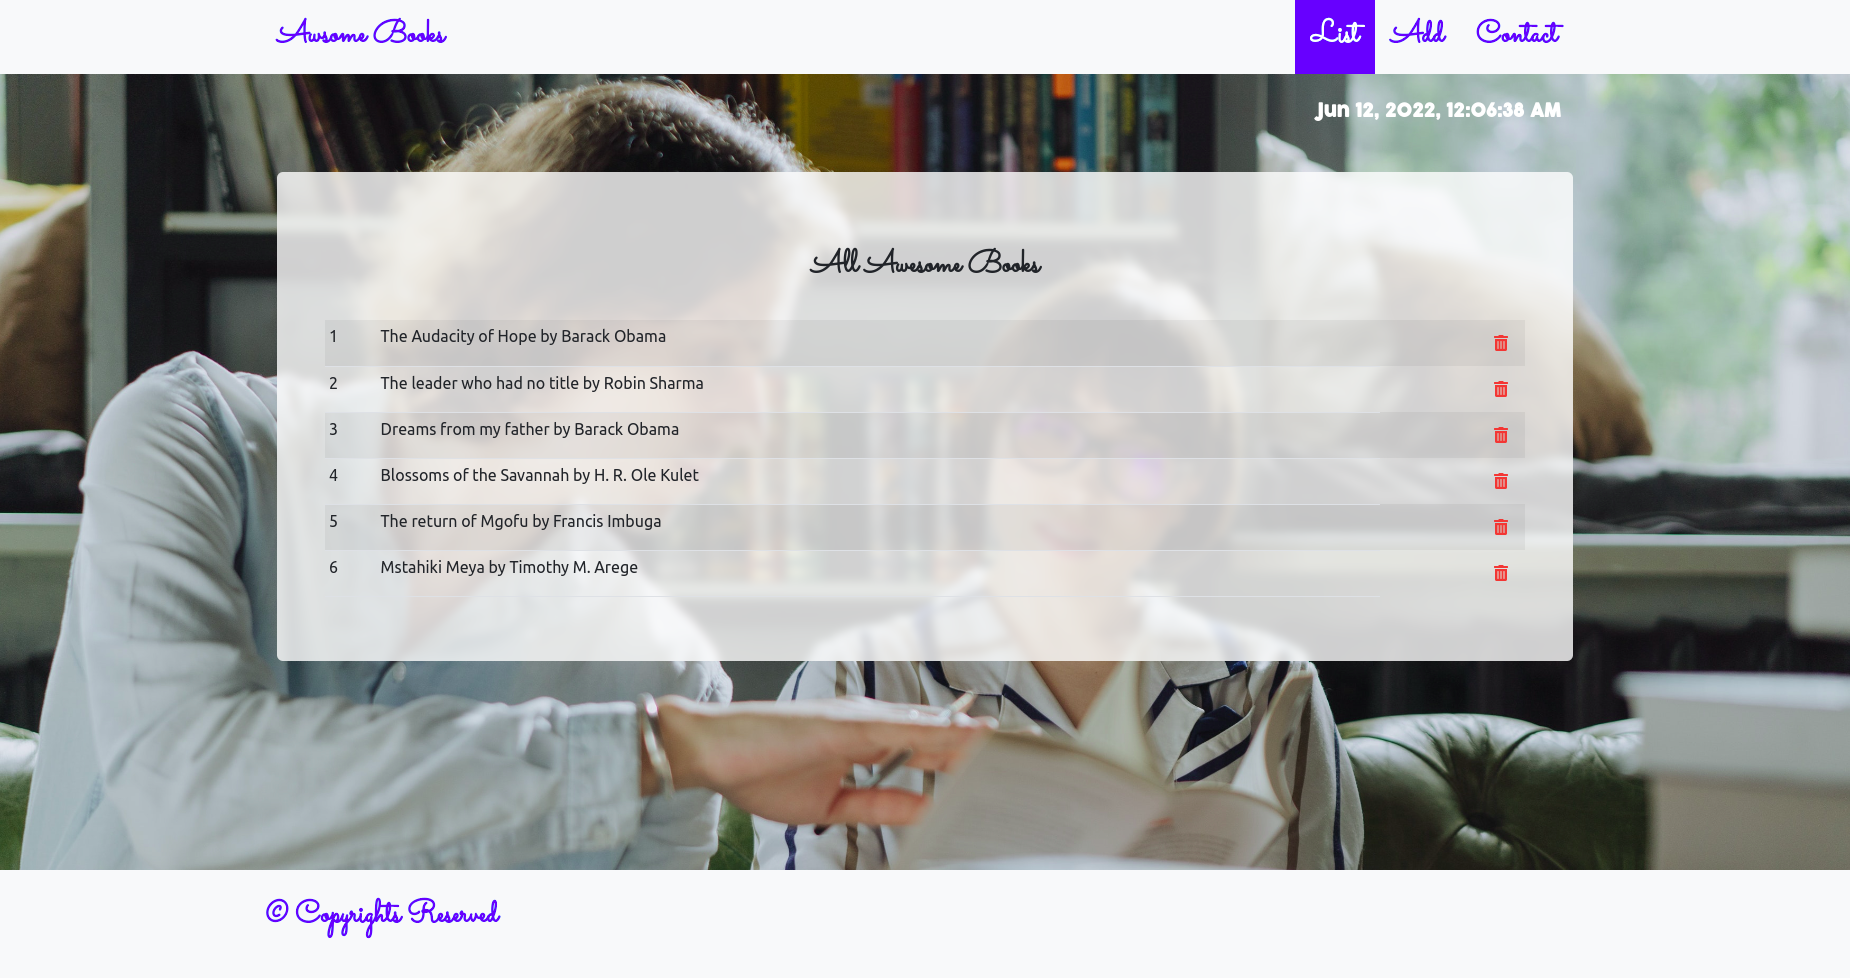 Awsome Books
List Add Contact
Jun 12, 2022, 12:06:38 AM
All Awesome Books
1 The Audacity of Hope by Barack Obama
2 The leader who had no title by Robin Sharma
3 Dreams from my father by Barack Obama
4 Blossoms of the Savannah by H. R. Ole Kulet
5 The return of Mgofu by Francis Imbuga
6 Mstahiki Meya by Timothy M. Arege
© Copyrights Reserved